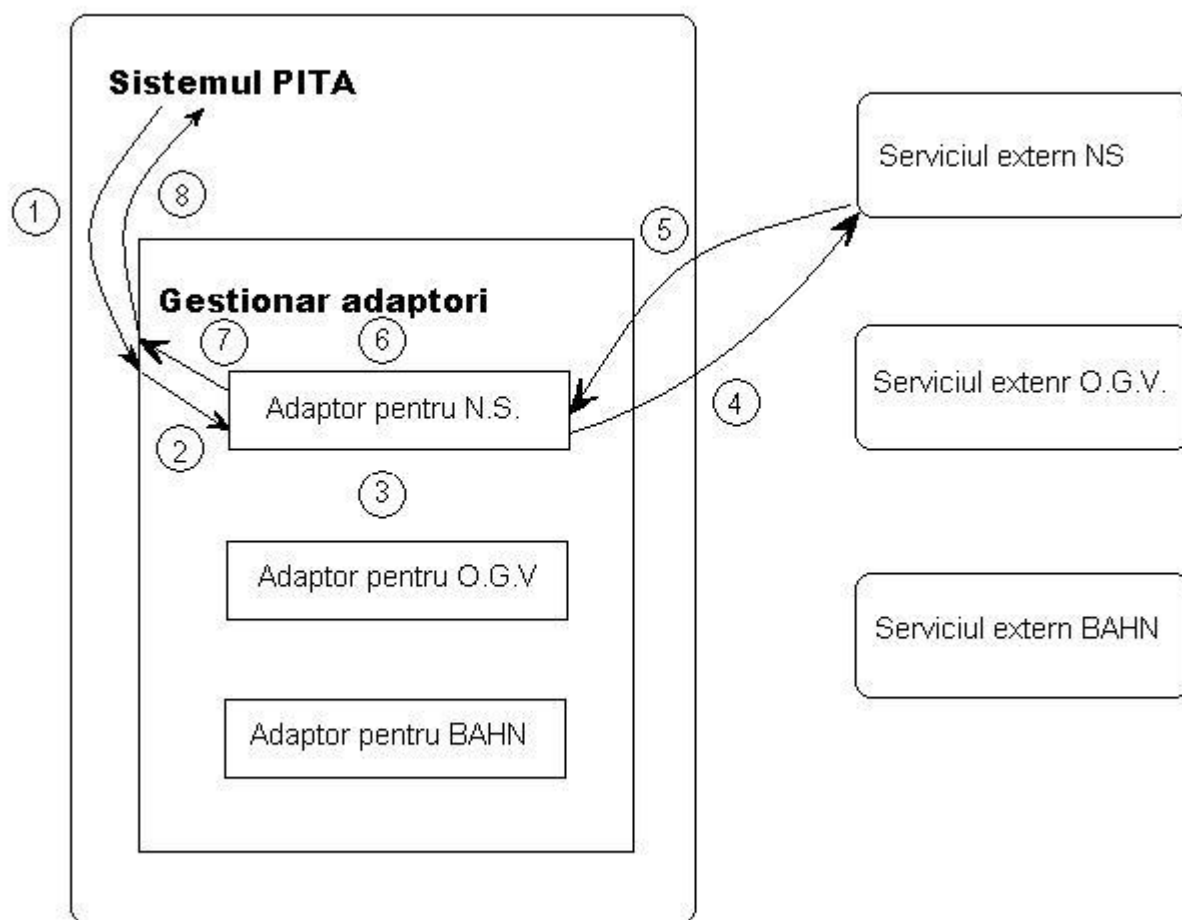 Sistemul PITA
Serviciul extern NS
1
8
5
Gestionar adaptori
7
6
Adaptor pentru N.S.
Serviciul extenr O.G.V.
4
2
3
Adaptor pentru O.G.V
Serviciul extern BAHN
Adaptor pentru BAHN